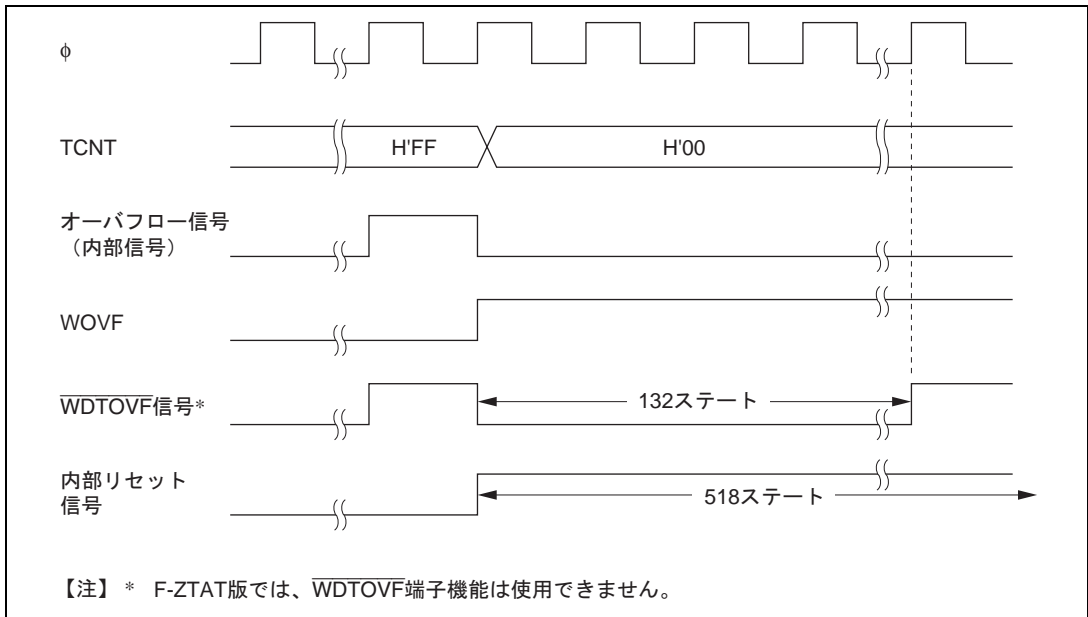 φ
TCNT
H'FF
H'00
オーバフロー信号
（内部信号）
WOVF
WDTOVF信号*
132ステート
内部リセット
信号
518ステート
【注】 * F-ZTAT版では、WDTOVF端子機能は使用できません。